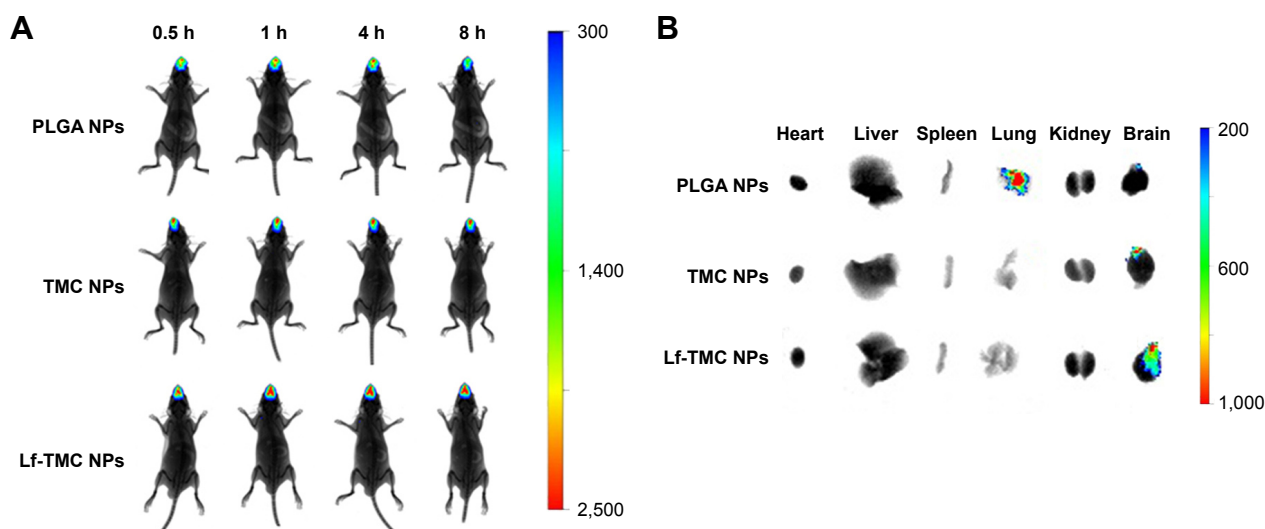 A
0.5 h 1 h 4 h 8 h
PLGA NPs
TMC NPs
Lf-TMC NPs
300
1,400
2,500
B
Heart Liver Spleen Lung Kidney Brain
PLGA NPs
TMC NPs
Lf-TMC NPs
200
600
1,000